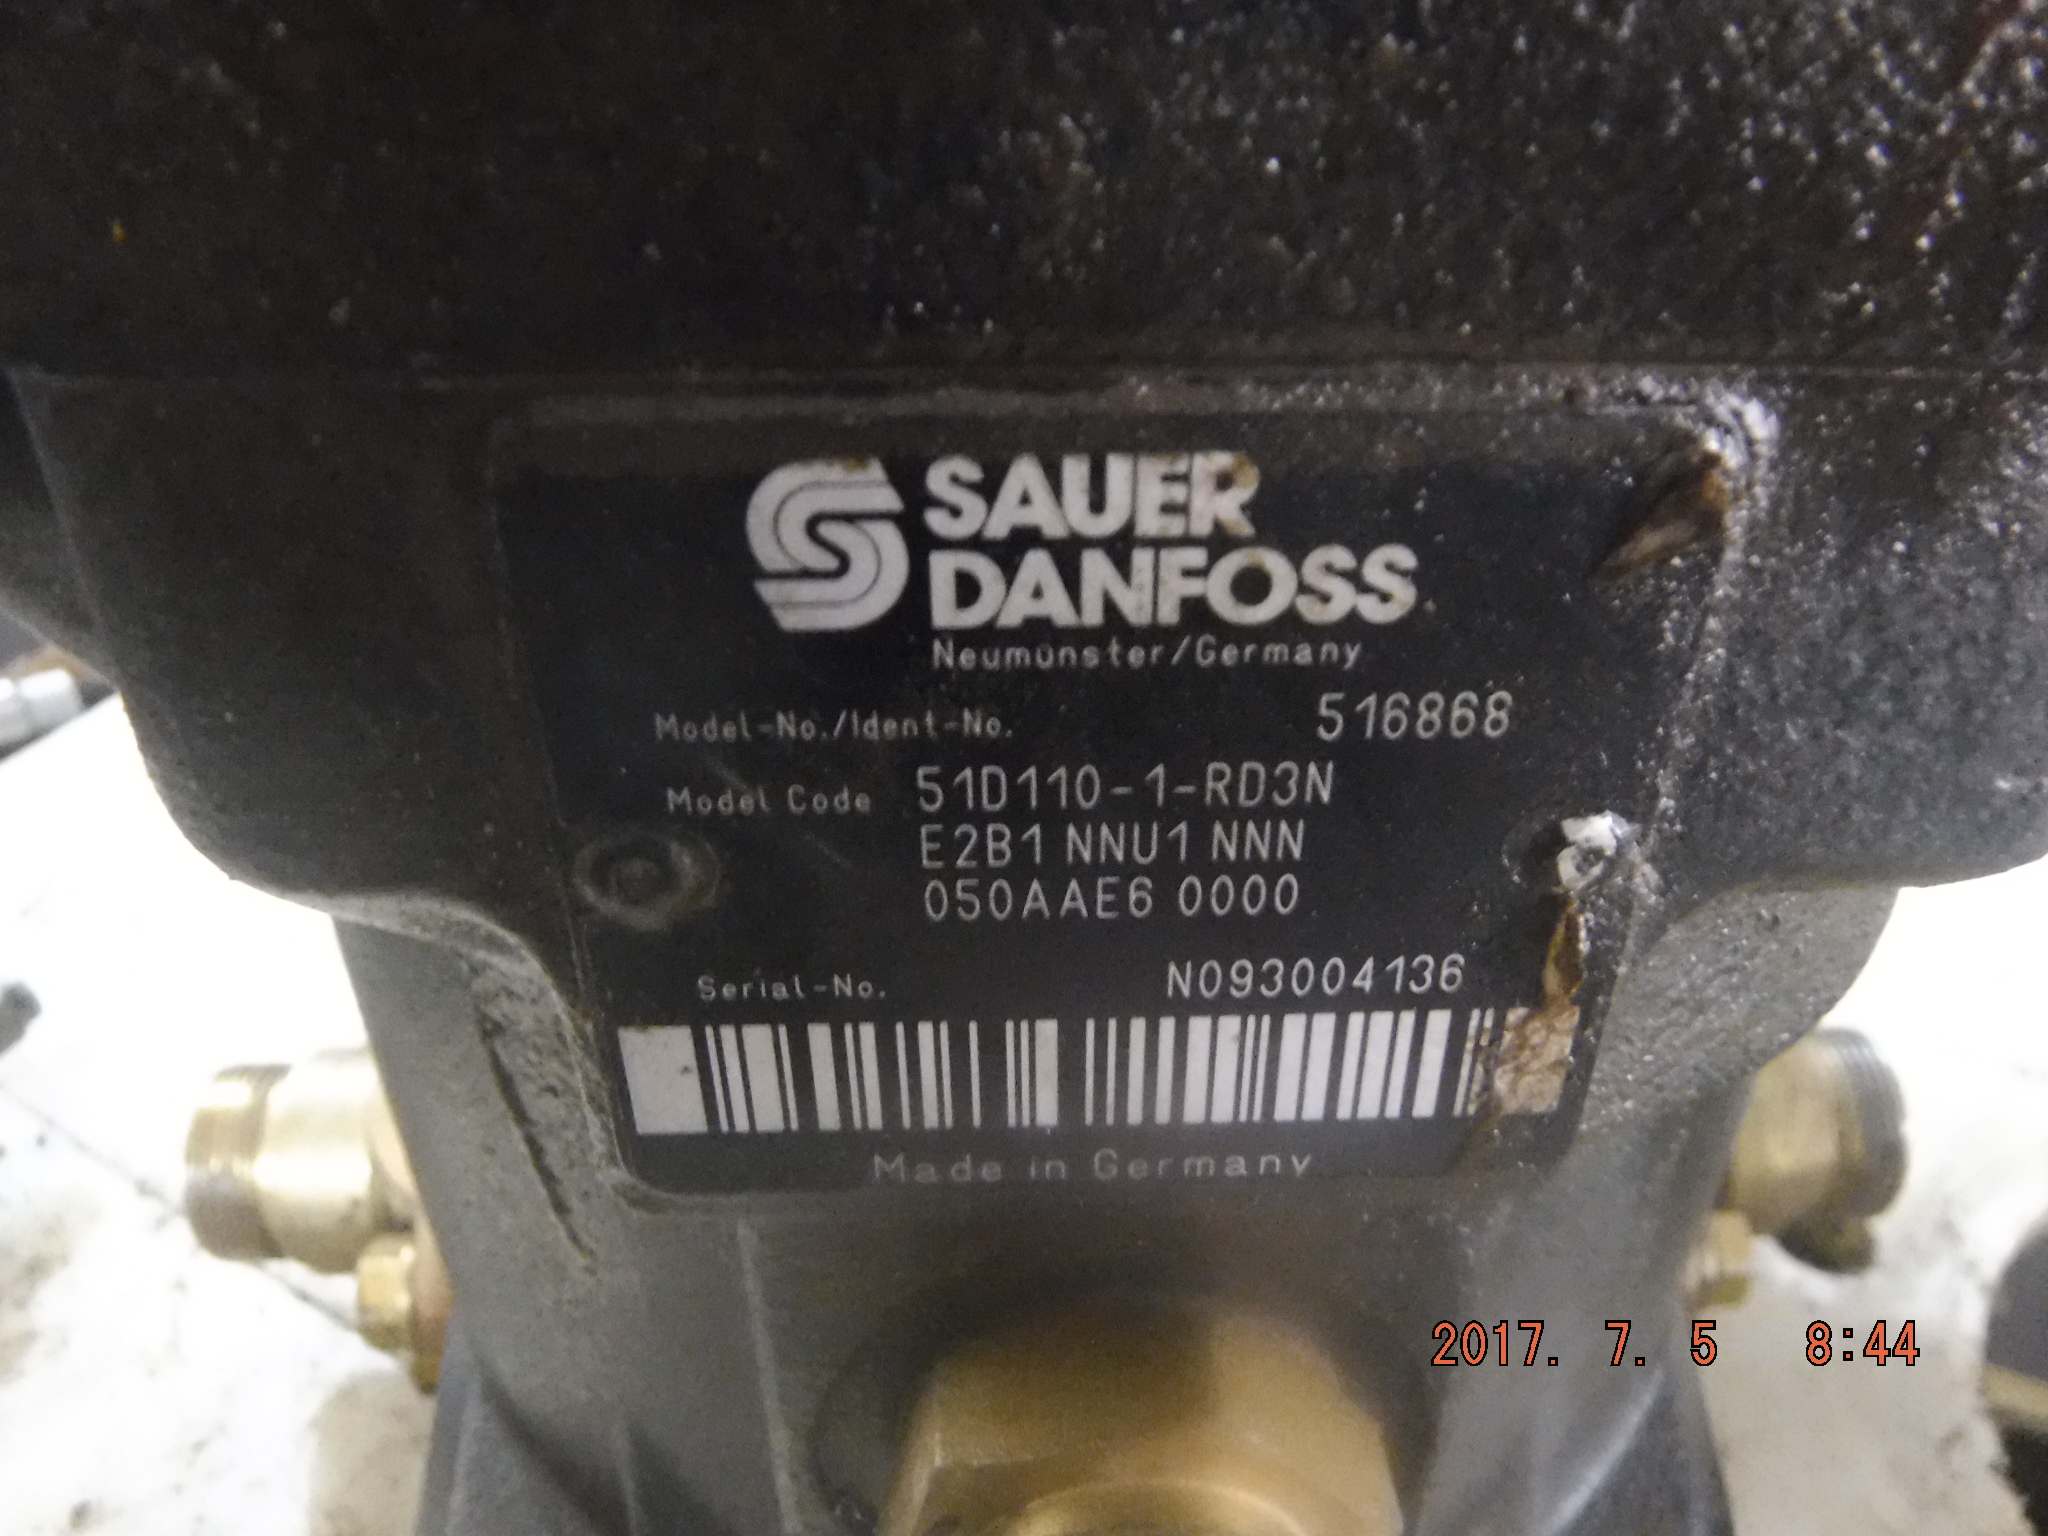 SAUER
DANFOSS
Neumünster/Germany
Model-No./Ident-No. 516868
Model Code 51D110-1-RD3N
E2B1 NNU1 NNN
050AAE6 0000
Serial-No. N093004136
Made in Germany
2017. 7. 5 8:44